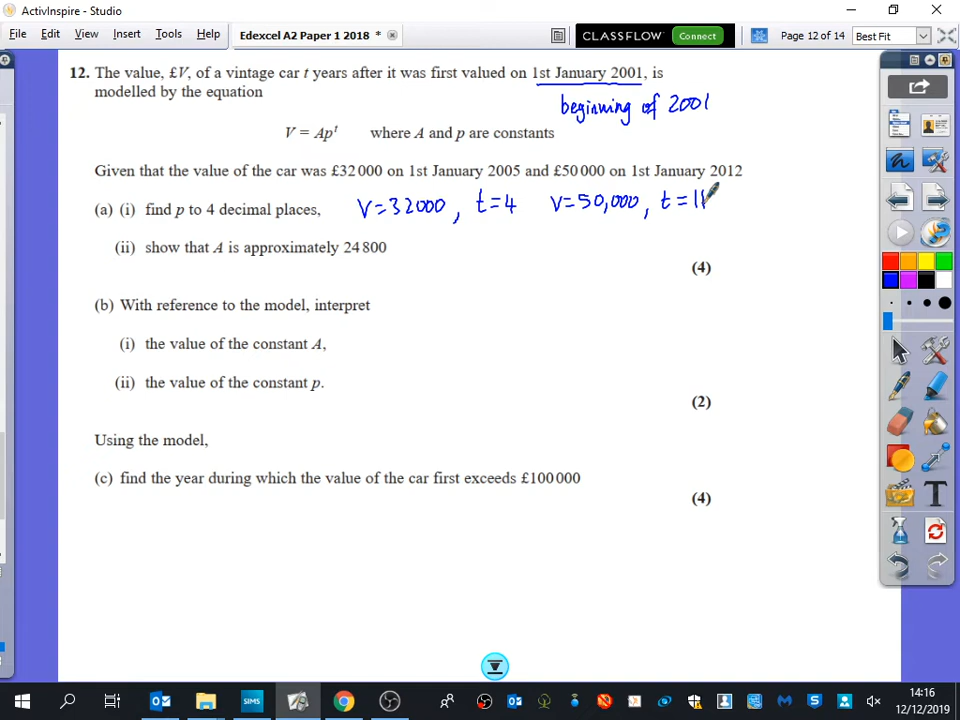 ActivInspire - Studio
File Edit View Insert Tools Help
Edexcel A2 Paper 1 2018 *
CLASSFLOW Connect
Page 12 of 14
Best Fit
12. The value, £V, of a vintage car t years after it was first valued on 1st January 2001, is
modelled by the equation
beginning of 2001
V = Apᵗ where A and p are constants
Given that the value of the car was £32 000 on 1st January 2005 and £50 000 on 1st January 2012
(a) (i) find p to 4 decimal places,
V=32000, t=4 V=50,000, t=11
(ii) show that A is approximately 24 800
(4)
(b) With reference to the model, interpret
(i) the value of the constant A,
(ii) the value of the constant p.
(2)
Using the model,
(c) find the year during which the value of the car first exceeds £100 000
(4)
T
SIMS
14:16
12/12/2019